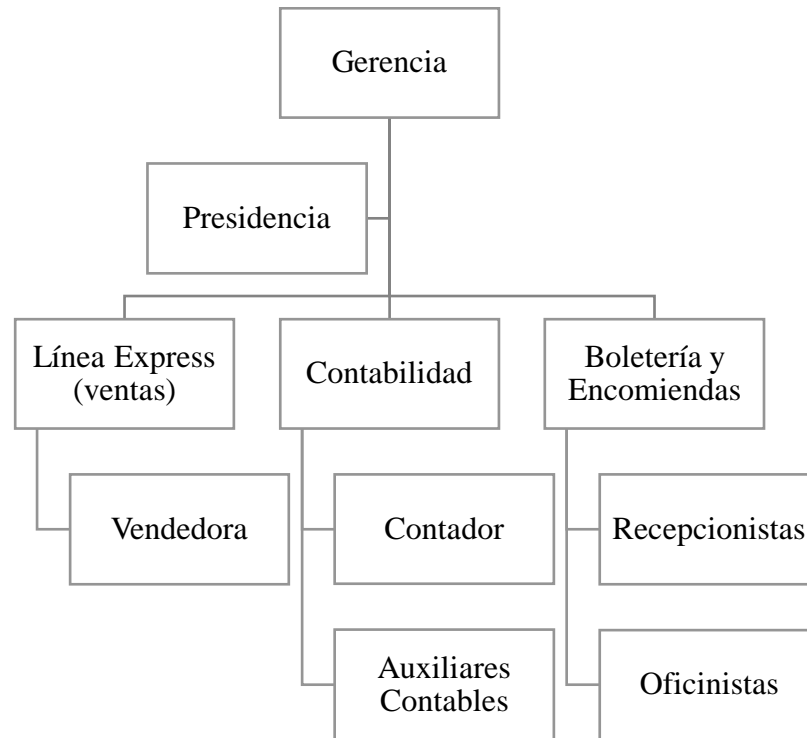 Gerencia
Presidencia
Línea Express
(ventas)
Contabilidad
Boletería y
Encomiendas
Vendedora
Contador
Recepcionistas
Auxiliares
Contables
Oficinistas